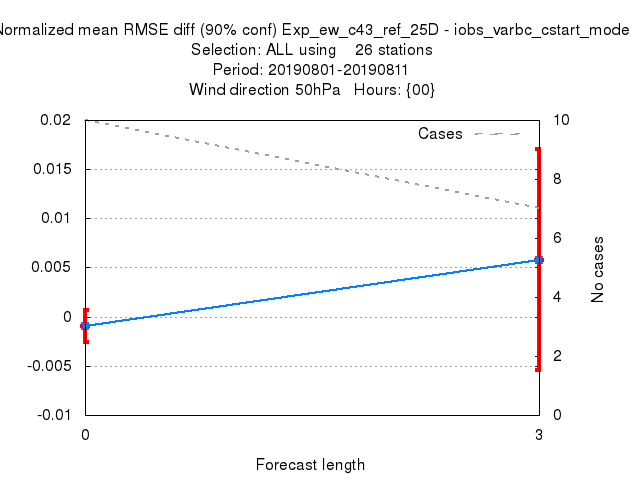 Normalized mean RMSE diff (90% conf) Exp_ew_c43_ref_25D - iobs_varbc_cstart_mode
Selection: ALL using 26 stations
Period: 20190801-20190811
Wind direction 50hPa Hours: {00}
0.02
0.015
0.01
0.005
0
-0.005
-0.01
Cases
10
8
6
4
2
0
No cases
0
3
Forecast length